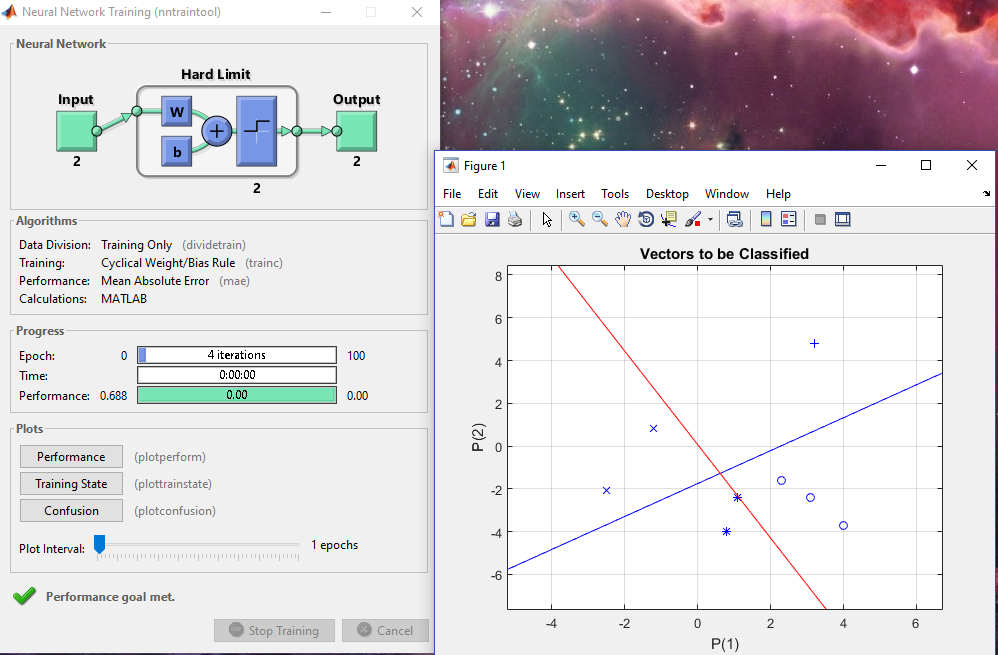 Neural Network Training (nntraintool)
Neural Network
Hard Limit
Input
Output
W
b
+
2
2
2
Algorithms
Data Division: Training Only (dividetrain)
Training: Cyclical Weight/Bias Rule (trainc)
Performance: Mean Absolute Error (mae)
Calculations: MATLAB
Progress
Epoch: 0 4 iterations 100
Time: 0:00:00
Performance: 0.688 0.00 0.00
Plots
Performance (plotperform)
Training State (plottrainstate)
Confusion (plotconfusion)
Plot Interval: 1 epochs
Performance goal met.
Stop Training Cancel
Figure 1
File Edit View Insert Tools Desktop Window Help
Vectors to be Classified
8
6
4
2
0
-2
-4
-6
P(2)
-4 -2 0 2 4 6
P(1)